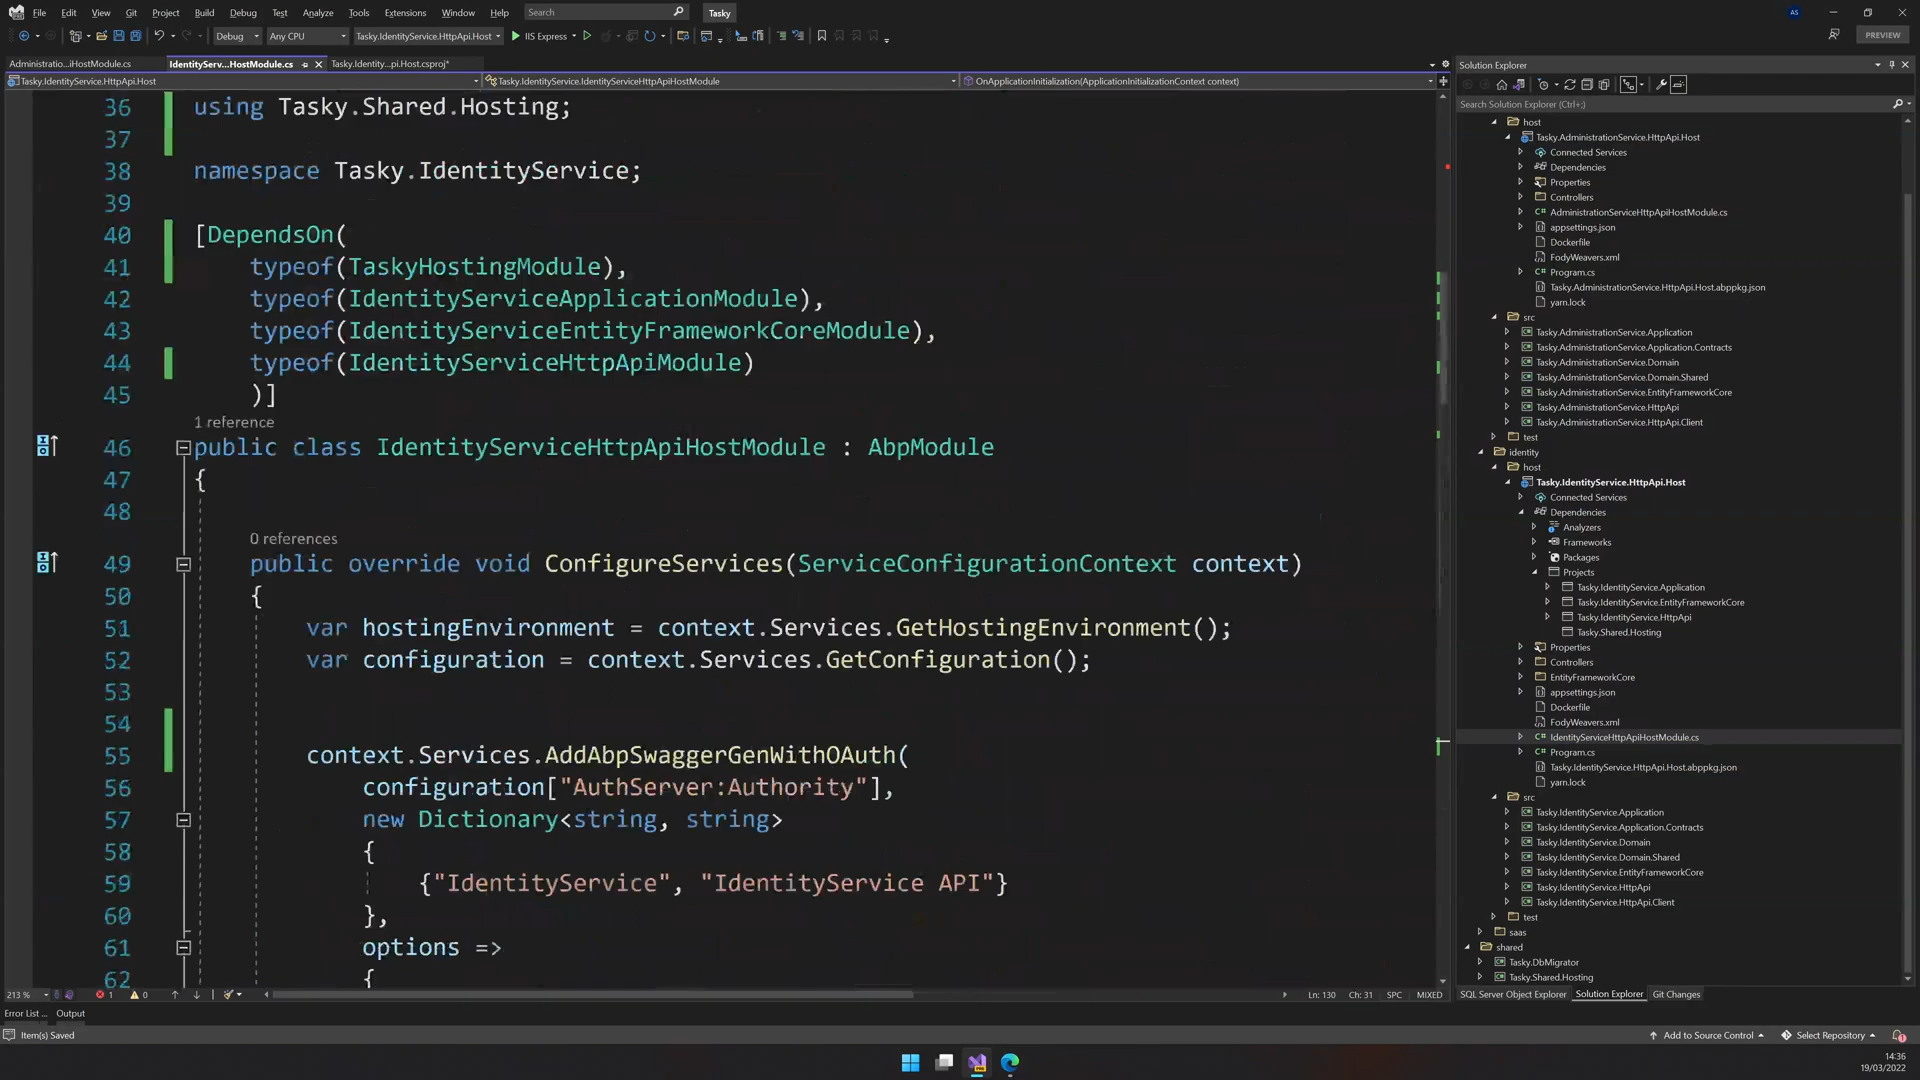 File Edit View Git Project Build Debug Test Analyze Tools Extensions Window Help Search Tasky AS
Debug Any CPU Tasky.IdentityService.HttpApi.Host IIS Express PREVIEW
Administratio...iHostModule.cs IdentityServ...HostModule.cs Tasky.Identity...pi.Host.csproj*
Tasky.IdentityService.HttpApi.Host Tasky.IdentityService.IdentityServiceHttpApiHostModule OnApplicationInitialization(ApplicationInitializationContext context)
36 using Tasky.Shared.Hosting;
37
38 namespace Tasky.IdentityService;
39
40 [DependsOn(
41 typeof(TaskyHostingModule),
42 typeof(IdentityServiceApplicationModule),
43 typeof(IdentityServiceEntityFrameworkCoreModule),
44 typeof(IdentityServiceHttpApiModule)
45 )]
1 reference
46 public class IdentityServiceHttpApiHostModule : AbpModule
47 {
48
0 references
49 public override void ConfigureServices(ServiceConfigurationContext context)
50 {
51 var hostingEnvironment = context.Services.GetHostingEnvironment();
52 var configuration = context.Services.GetConfiguration();
53
54
55 context.Services.AddAbpSwaggerGenWithOAuth(
56 configuration["AuthServer:Authority"],
57 new Dictionary<string, string>
58 {
59 {"IdentityService", "IdentityService API"}
60 },
61 options =>
62 {
213 % 1 0 Ln: 130 Ch: 31 SPC MIXED
Solution Explorer
Search Solution Explorer (Ctrl+;)
host
Tasky.AdministrationService.HttpApi.Host
Connected Services
Dependencies
Properties
Controllers
AdministrationServiceHttpApiHostModule.cs
appsettings.json
Dockerfile
FodyWeavers.xml
Program.cs
Tasky.AdministrationService.HttpApi.Host.abppkg.json
yarn.lock
src
Tasky.AdministrationService.Application
Tasky.AdministrationService.Application.Contracts
Tasky.AdministrationService.Domain
Tasky.AdministrationService.Domain.Shared
Tasky.AdministrationService.EntityFrameworkCore
Tasky.AdministrationService.HttpApi
Tasky.AdministrationService.HttpApi.Client
test
identity
host
Tasky.IdentityService.HttpApi.Host
Connected Services
Dependencies
Analyzers
Frameworks
Packages
Projects
Tasky.IdentityService.Application
Tasky.IdentityService.EntityFrameworkCore
Tasky.IdentityService.HttpApi
Tasky.Shared.Hosting
Properties
Controllers
EntityFrameworkCore
appsettings.json
Dockerfile
FodyWeavers.xml
IdentityServiceHttpApiHostModule.cs
Program.cs
Tasky.IdentityService.HttpApi.Host.abppkg.json
yarn.lock
src
Tasky.IdentityService.Application
Tasky.IdentityService.Application.Contracts
Tasky.IdentityService.Domain
Tasky.IdentityService.Domain.Shared
Tasky.IdentityService.EntityFrameworkCore
Tasky.IdentityService.HttpApi
Tasky.IdentityService.HttpApi.Client
test
saas
shared
Tasky.DbMigrator
Tasky.Shared.Hosting
SQL Server Object Explorer Solution Explorer Git Changes
Error List ... Output
Item(s) Saved Add to Source Control Select Repository
14:36
19/03/2022